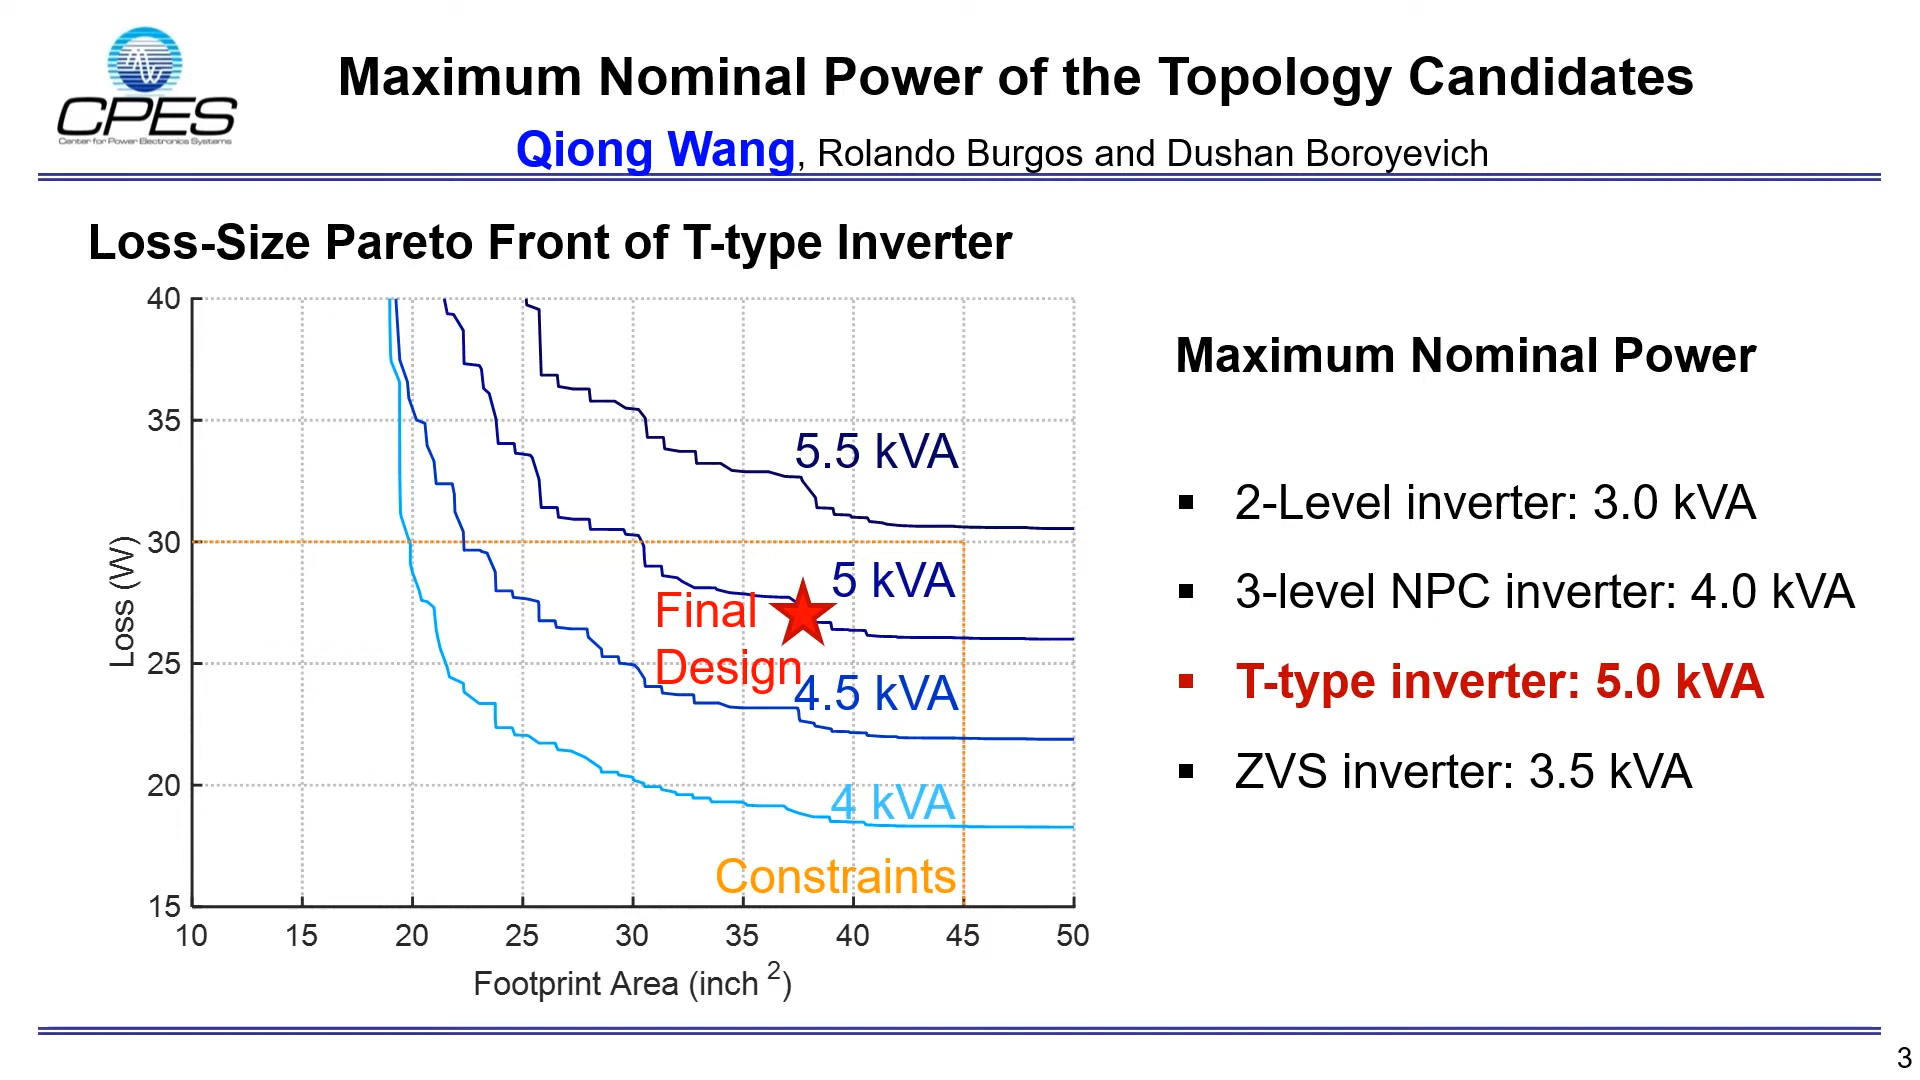 CPES
Center for Power Electronics Systems
Maximum Nominal Power of the Topology Candidates
Qiong Wang, Rolando Burgos and Dushan Boroyevich
Loss-Size Pareto Front of T-type Inverter
40
35
30
25
20
15
Loss (W)
10 15 20 25 30 35 40 45 50
Footprint Area (inch ²)
5.5 kVA
5 kVA
Final
Design
4.5 kVA
4 kVA
Constraints
Maximum Nominal Power
▪ 2-Level inverter: 3.0 kVA
▪ 3-level NPC inverter: 4.0 kVA
▪ T-type inverter: 5.0 kVA
▪ ZVS inverter: 3.5 kVA
3